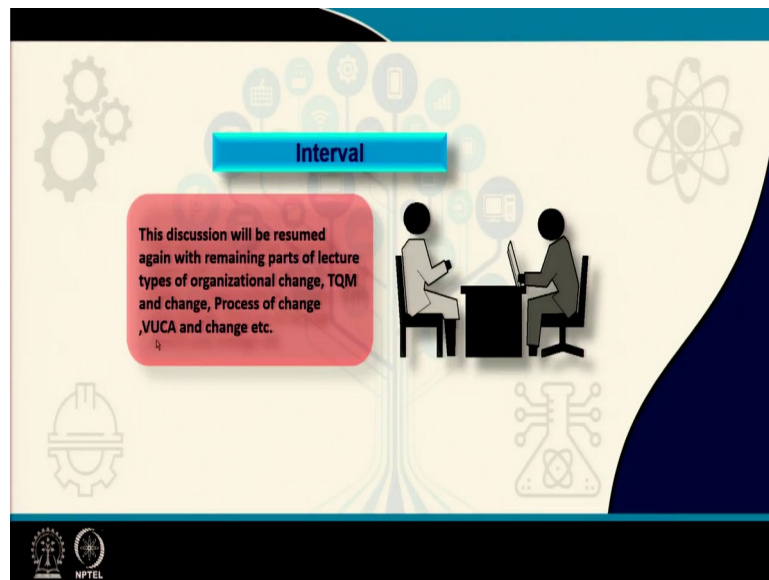 Interval
This discussion will be resumed
again with remaining parts of lecture
types of organizational change, TQM
and change, Process of change
,VUCA and change etc.
NPTEL